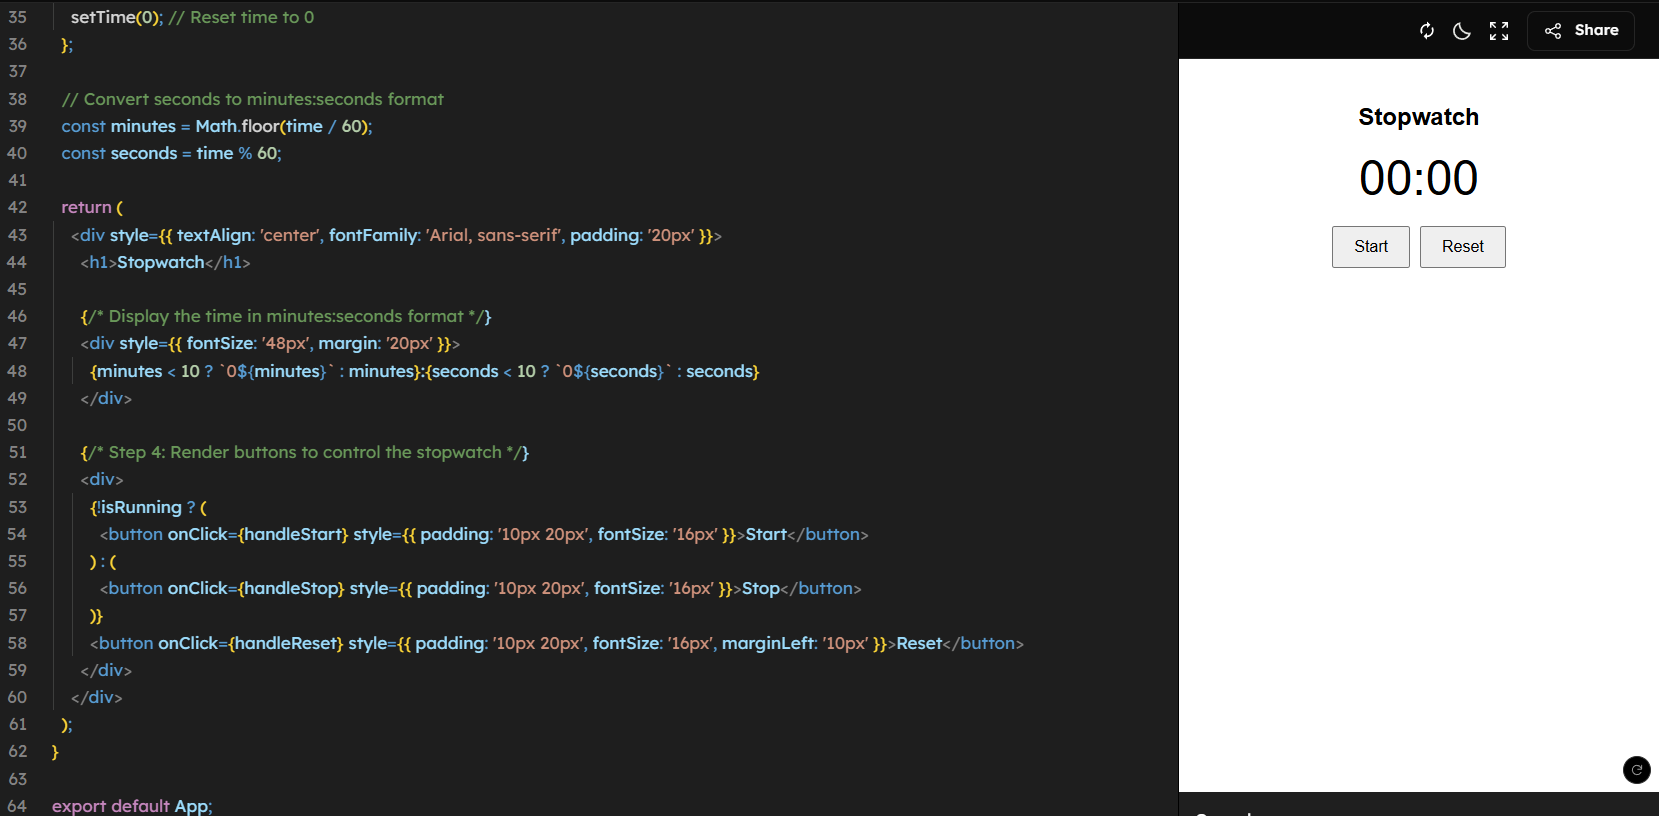 35 setTime(0); // Reset time to 0
36 };
37
38 // Convert seconds to minutes:seconds format
39 const minutes = Math.floor(time / 60);
40 const seconds = time % 60;
41
42 return (
43 <div style={{ textAlign: 'center', fontFamily: 'Arial, sans-serif', padding: '20px' }}>
44 <h1>Stopwatch</h1>
45
46 {/* Display the time in minutes:seconds format */}
47 <div style={{ fontSize: '48px', margin: '20px' }}>
48 {minutes < 10 ? `0${minutes}` : minutes}:{seconds < 10 ? `0${seconds}` : seconds}
49 </div>
50
51 {/* Step 4: Render buttons to control the stopwatch */}
52 <div>
53 {!isRunning ? (
54 <button onClick={handleStart} style={{ padding: '10px 20px', fontSize: '16px' }}>Start</button>
55 ) : (
56 <button onClick={handleStop} style={{ padding: '10px 20px', fontSize: '16px' }}>Stop</button>
57 )}
58 <button onClick={handleReset} style={{ padding: '10px 20px', fontSize: '16px', marginLeft: '10px' }}>Reset</button>
59 </div>
60 </div>
61 );
62 }
63
64 export default App;
Share
Stopwatch
00:00
Start Reset